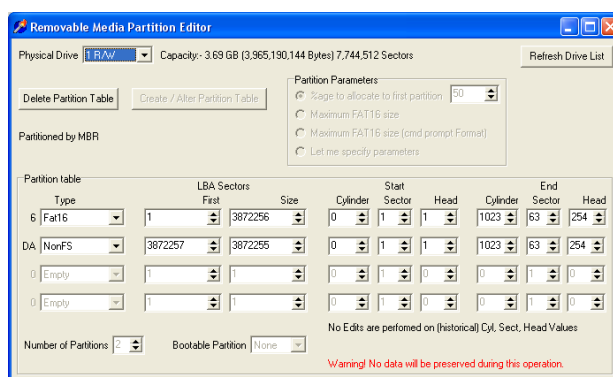 Removable Media Partition Editor
Physical Drive 1 R/W Capacity:- 3.69 GB (3,965,190,144 Bytes) 7,744,512 Sectors Refresh Drive List
Partition Parameters
Delete Partition Table Create / Alter Partition Table %age to allocate to first partition 50
Maximum FAT16 size
Partitioned by MBR Maximum FAT16 size (cmd prompt Format)
Let me specify parameters
Partition table
LBA Sectors Start End
Type First Size Cylinder Sector Head Cylinder Sector Head
6 Fat16 1 3872256 0 1 1 1023 63 254
DA NonFS 3872257 3872255 0 1 1 1023 63 254
0 Empty 1 1 0 1 0 0 1 0
0 Empty 1 1 0 1 0 0 1 0
No Edits are perfomed on (historical) Cyl, Sect, Head Values
Number of Partitions 2 Bootable Partition None
Warning! No data will be preserved during this operation.